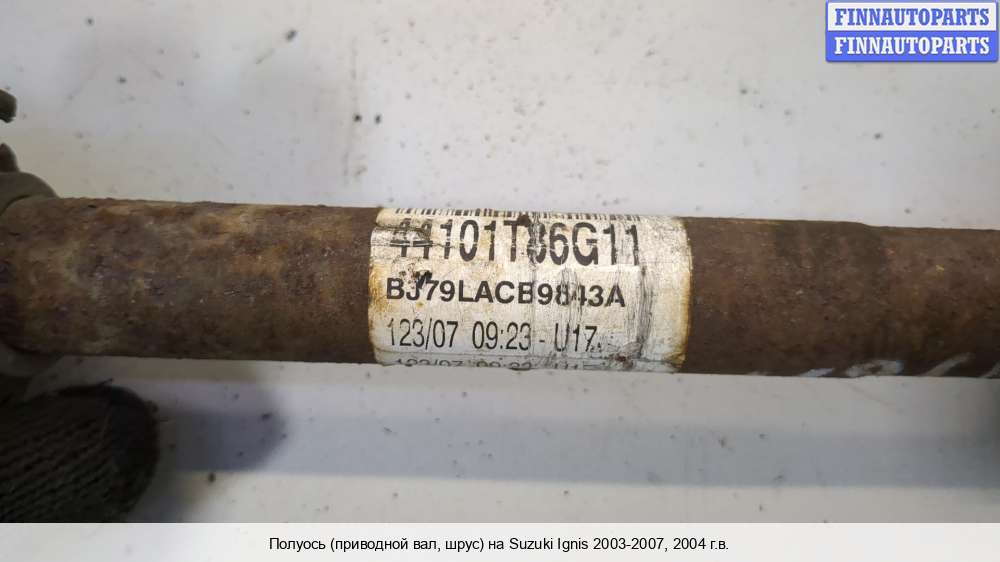 FINNAUTOPARTS
FINNAUTOPARTS
44101T86G11
BJ79LACB9843A
123/07 09:23 - U17
Полуось (приводной вал, шрус) на Suzuki Ignis 2003-2007, 2004 г.в.